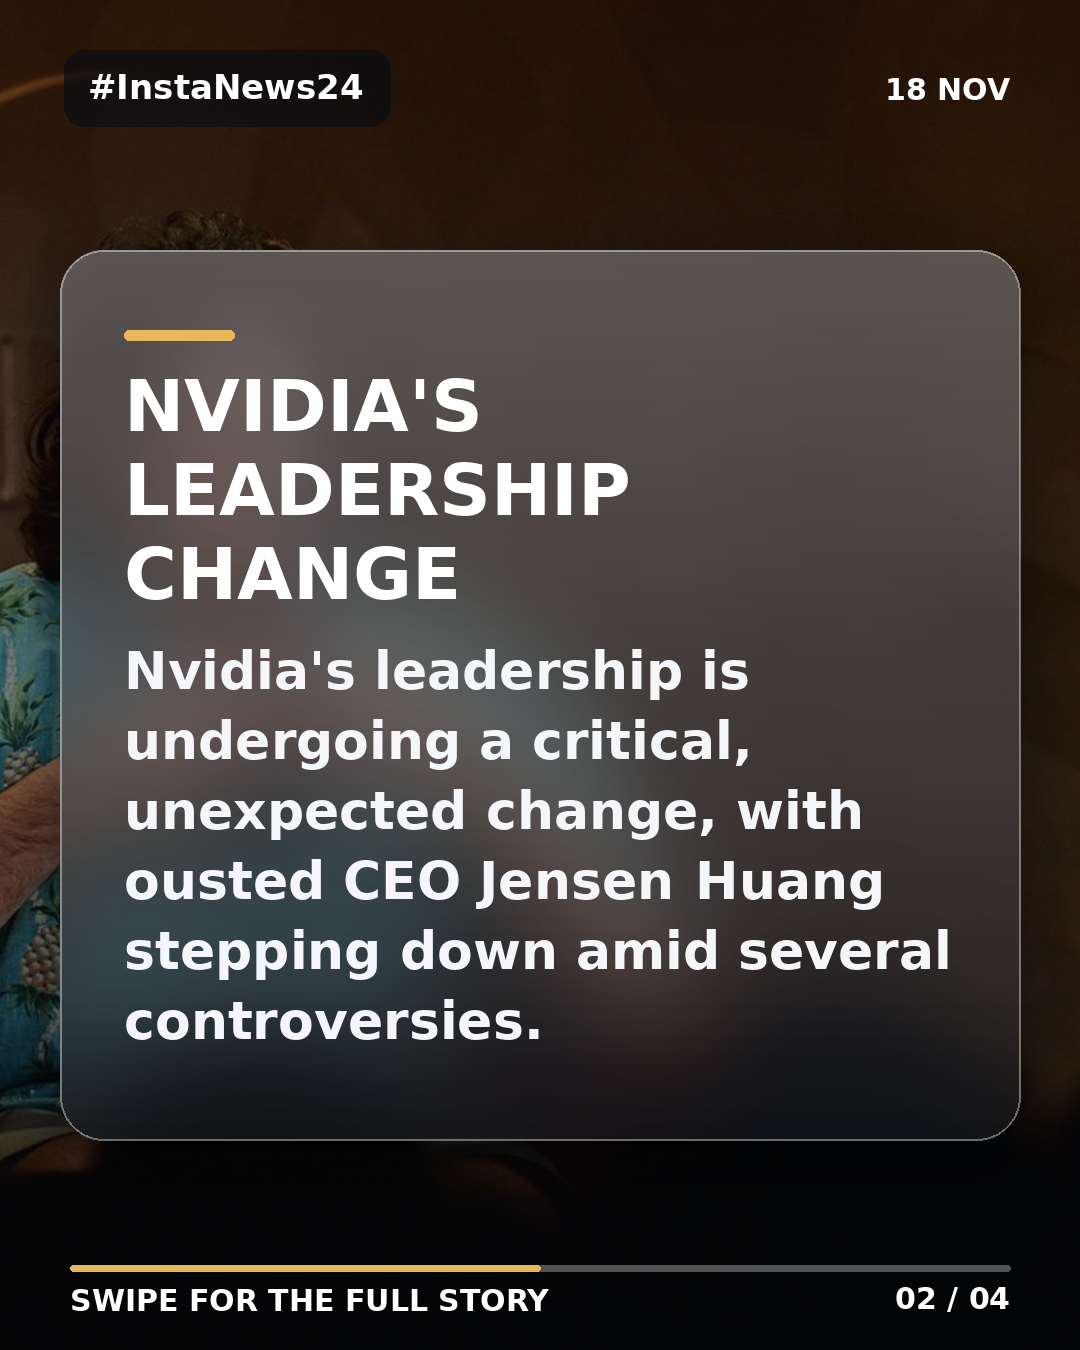 #InstaNews24
18 NOV
NVIDIA'S
LEADERSHIP
CHANGE
Nvidia's leadership is
undergoing a critical,
unexpected change, with
ousted CEO Jensen Huang
stepping down amid several
controversies.
SWIPE FOR THE FULL STORY
02 / 04